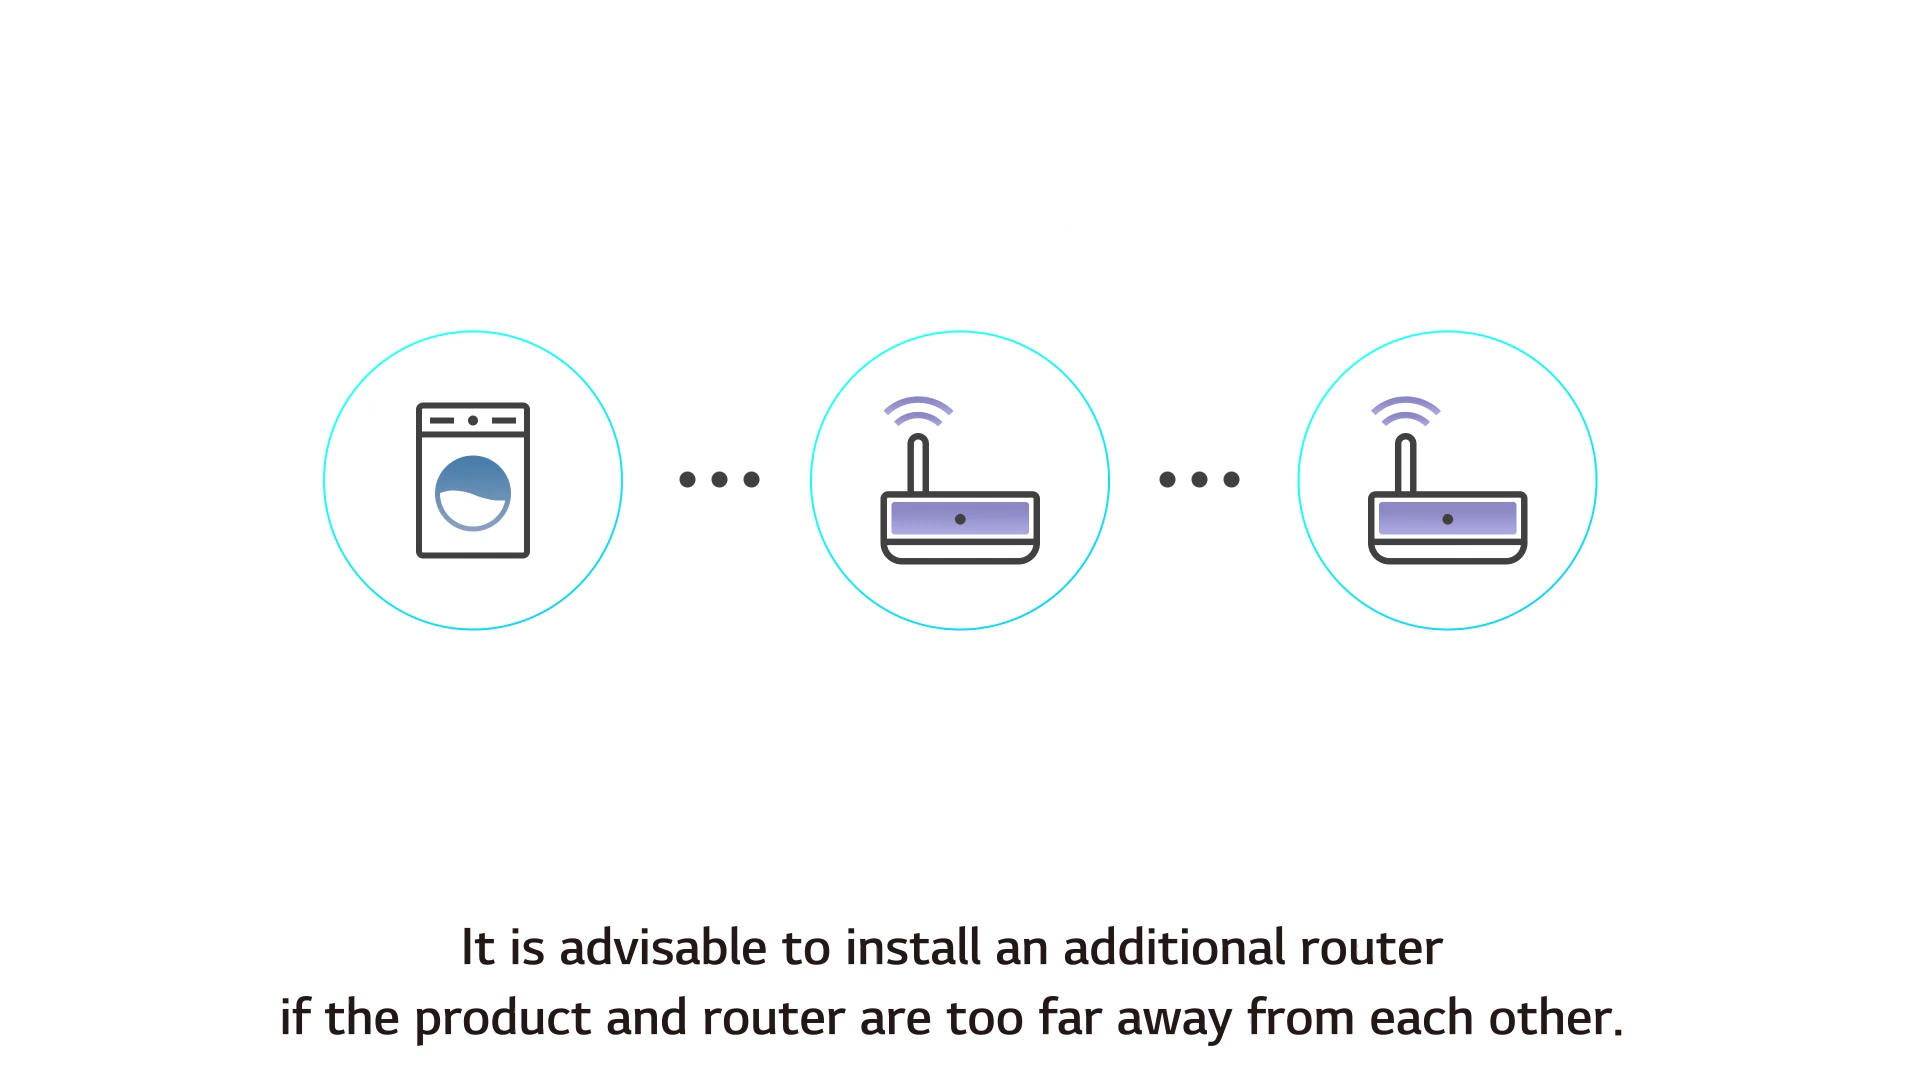 It is advisable to install an additional router
if the product and router are too far away from each other.